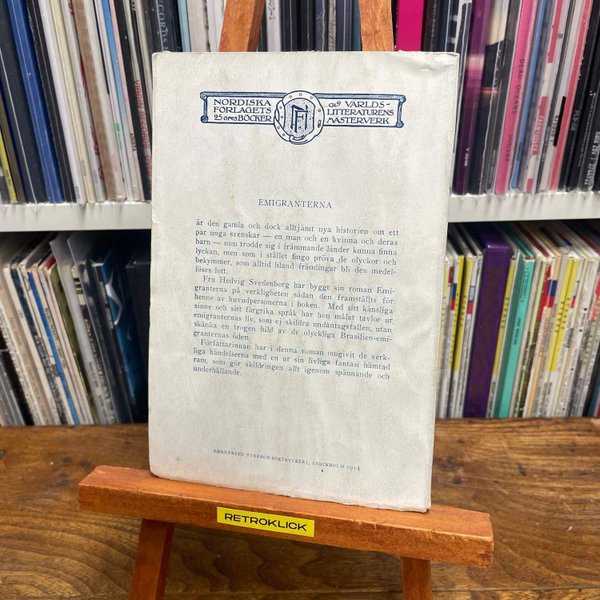 NORDISKA
FÖRLAGETS
25 öres BÖCKER
NF
ur VÄRLDS-
LITTERATURENS
MÄSTERVERK
EMIGRANTERNA
är den gamla och dock alltjämt nya historien om ett
par unga svenskar — en man och en kvinna och deras
barn — som trodde sig i främmande länder kunna finna
lyckan, men som i stället fingo pröva de olyckor och
bekymmer, som alltid bland främlingar bli den medel-
löses lott.
Fru Hedvig Svedenborg har byggt sin roman Emi-
granterna på verkligheten sådan den framställts för
henne av huvudpersonerna i boken. Med sitt känsliga
sinne och sitt färgrika språk har hon målat tavlor ur
emigranternas liv, som ej skildra undantagsfallen, utan
skänka en trogen bild av de olyckliga Brasilien-emi-
granternas öden.
Författarinnan har i denna roman omgivit de verk-
liga händelserna med en ur sin livliga fantasi hämtad
ram, som gör skildringen allt igenom spännande och
underhållande.
EHRNFRIED NYBERGS BOKTRYCKERI, STOCKHOLM 1914
RETROKLICK